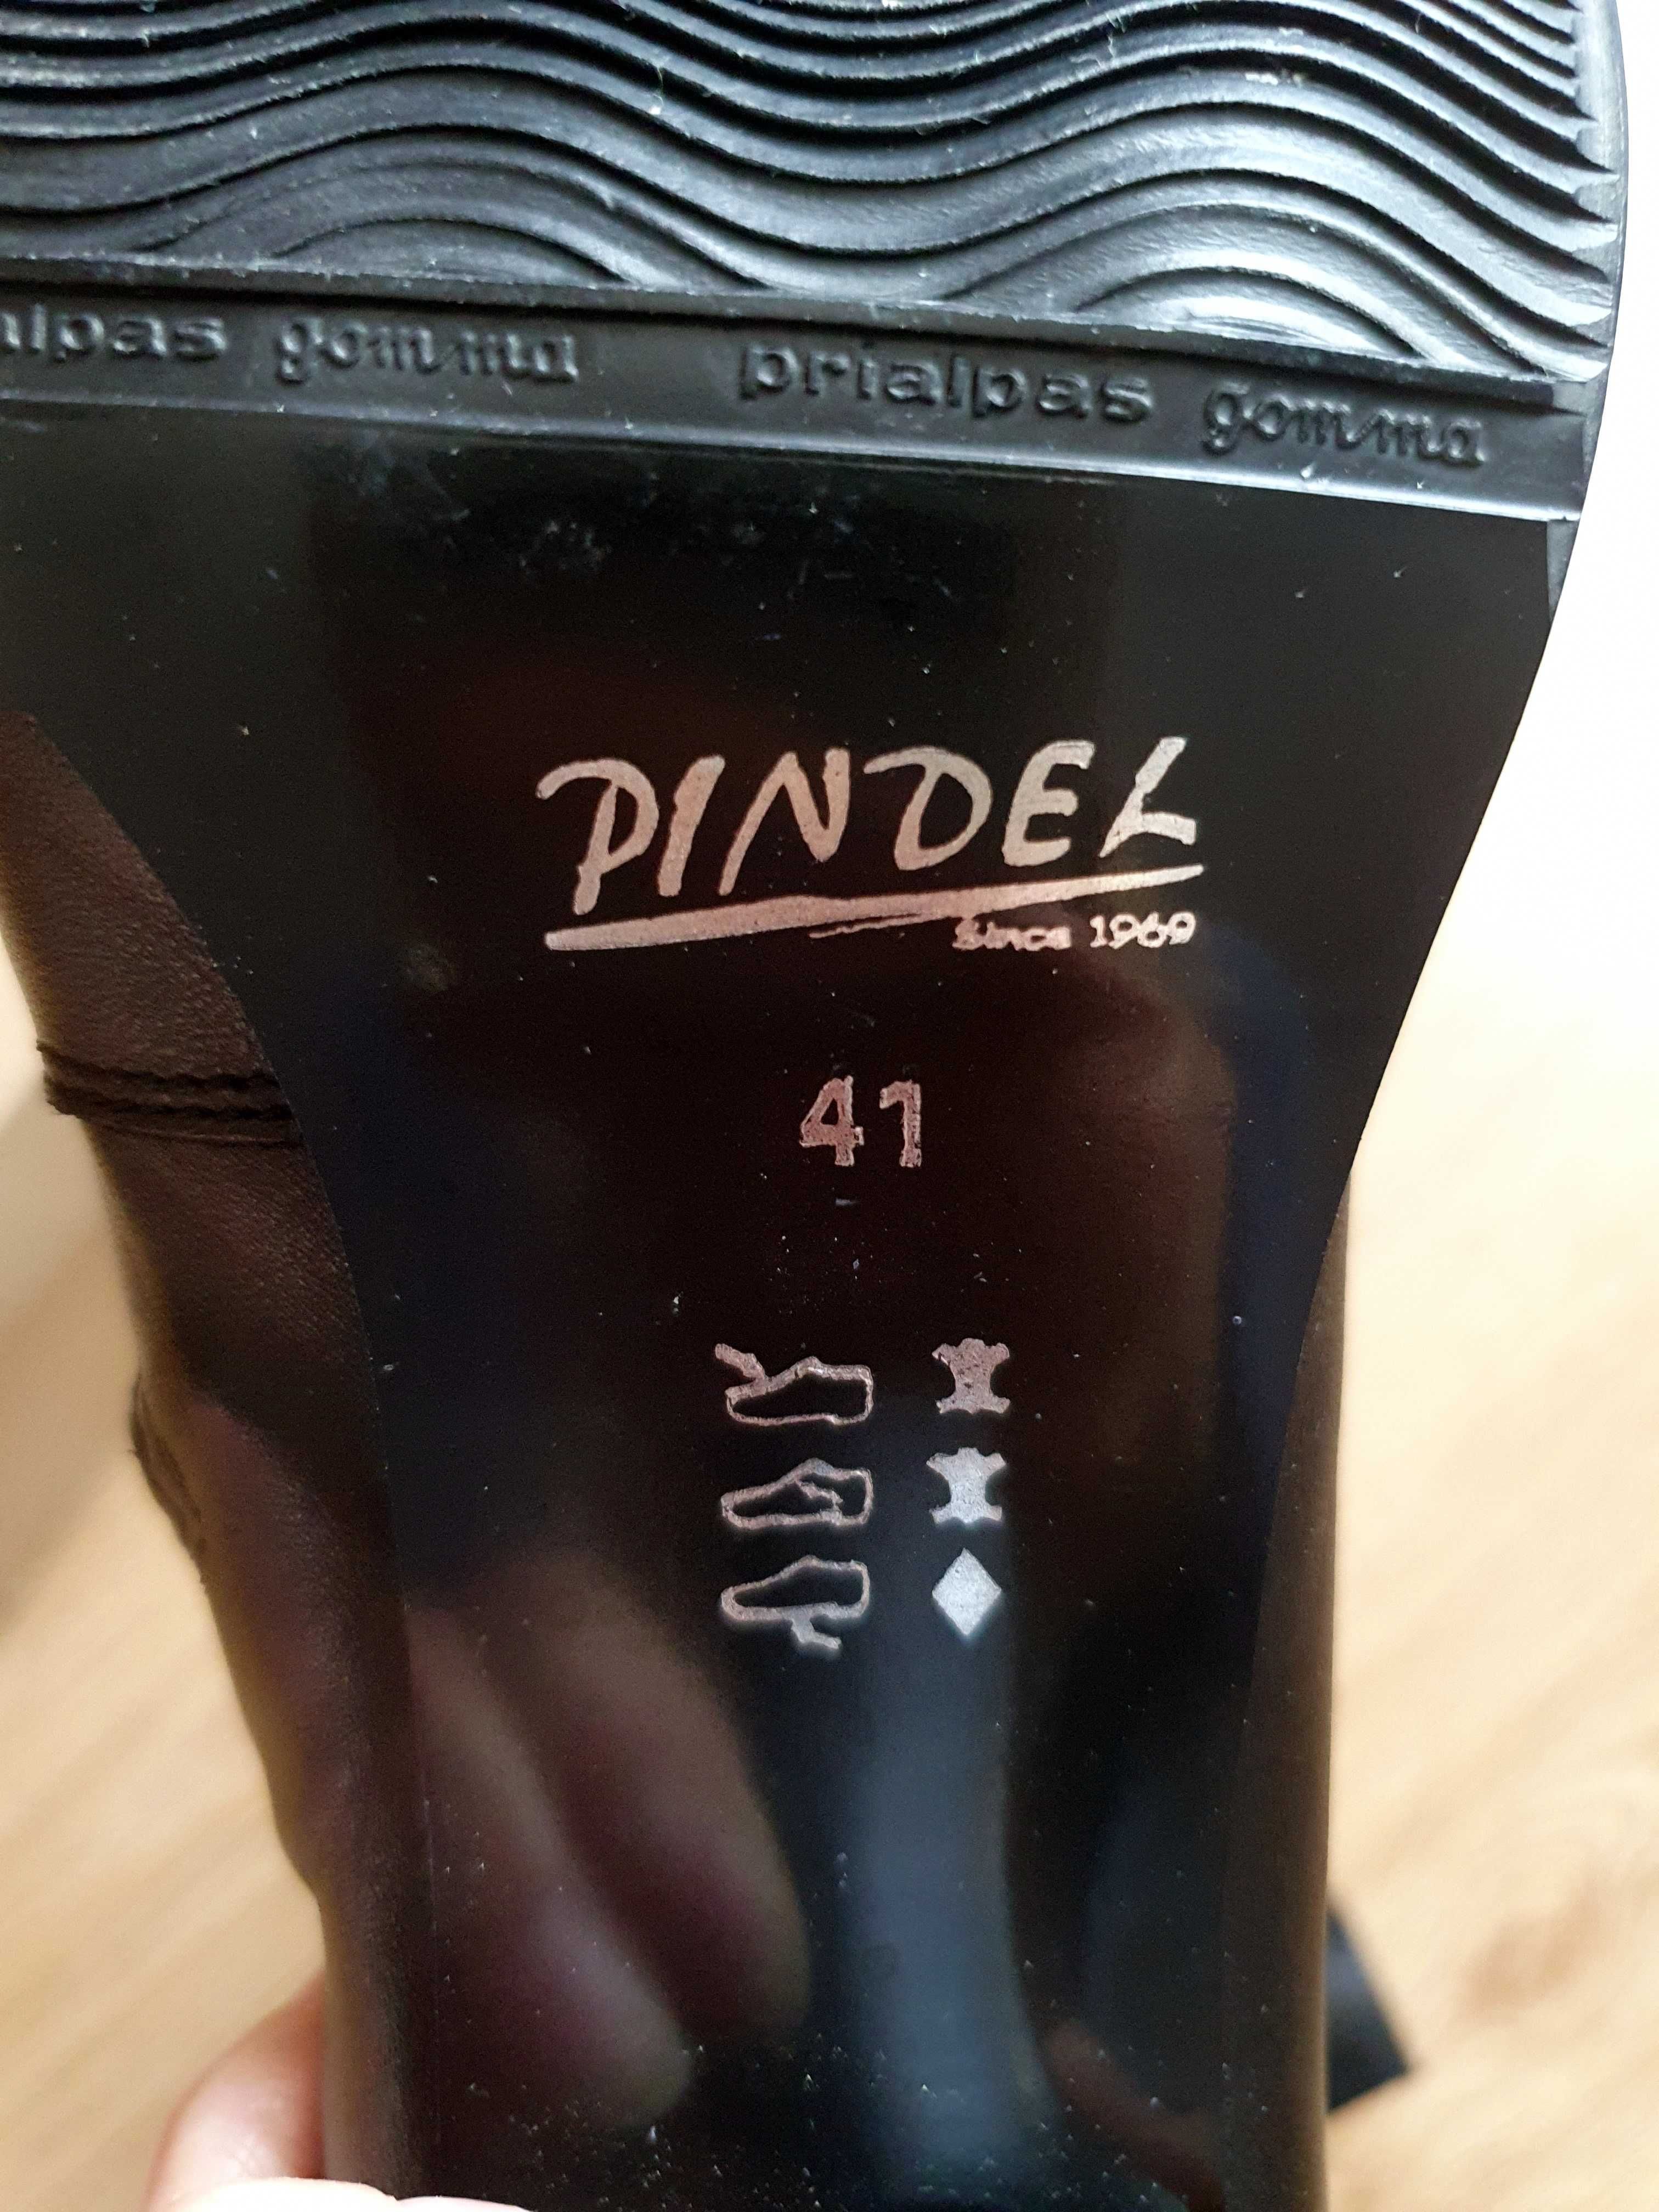 alpas gomma prialpas gomma
PINDEL
Since 1969
41